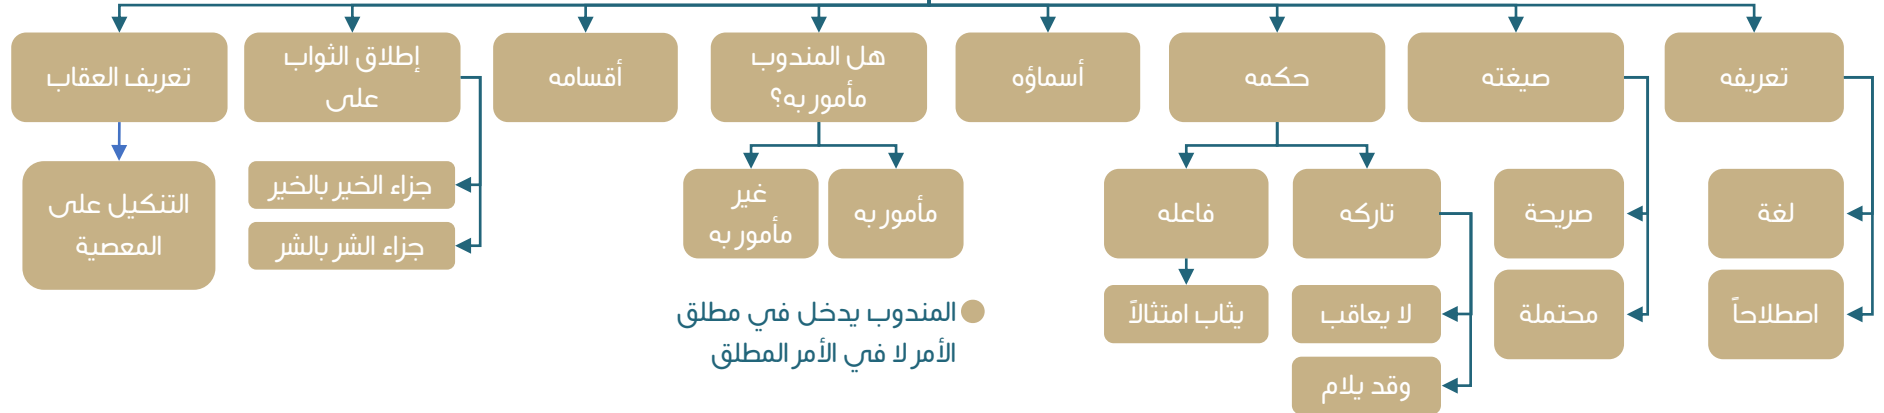 تعريفه
صيغته
حكمه
أسماؤه
هل المندوب
مأمور به؟
أقسامه
إطلاق الثواب
على
تعريف العقاب
لغة
اصطلاحاً
صريحة
محتملة
تاركه
فاعله
لا يعاقب
وقد يلام
يثاب امتثالاً
مأمور به
غير
مأمور به
المندوب يدخل في مطلق
الأمر لا في الأمر المطلق
جزاء الخير بالخير
جزاء الشر بالشر
التنكيل على
المعصية